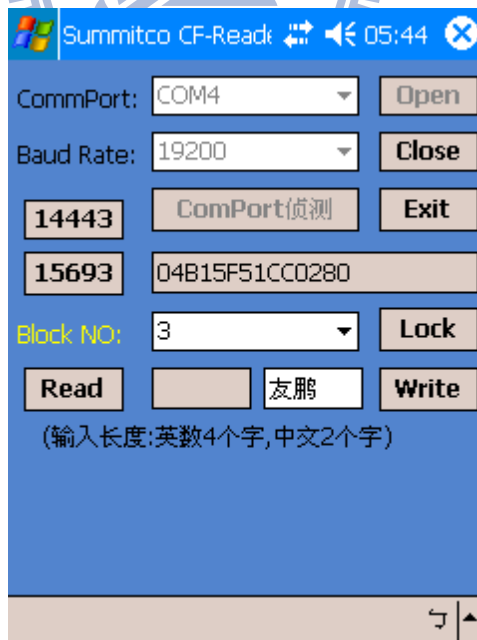 Summitco CF-Reade 05:44
CommPort: COM4 Open
Baud Rate: 19200 Close
ComPort侦测 Exit
14443
15693 04B15F51CC0280
Block NO: 3 Lock
Read 友鹏 Write
(输入长度:英数4个字,中文2个字)
ㄅ